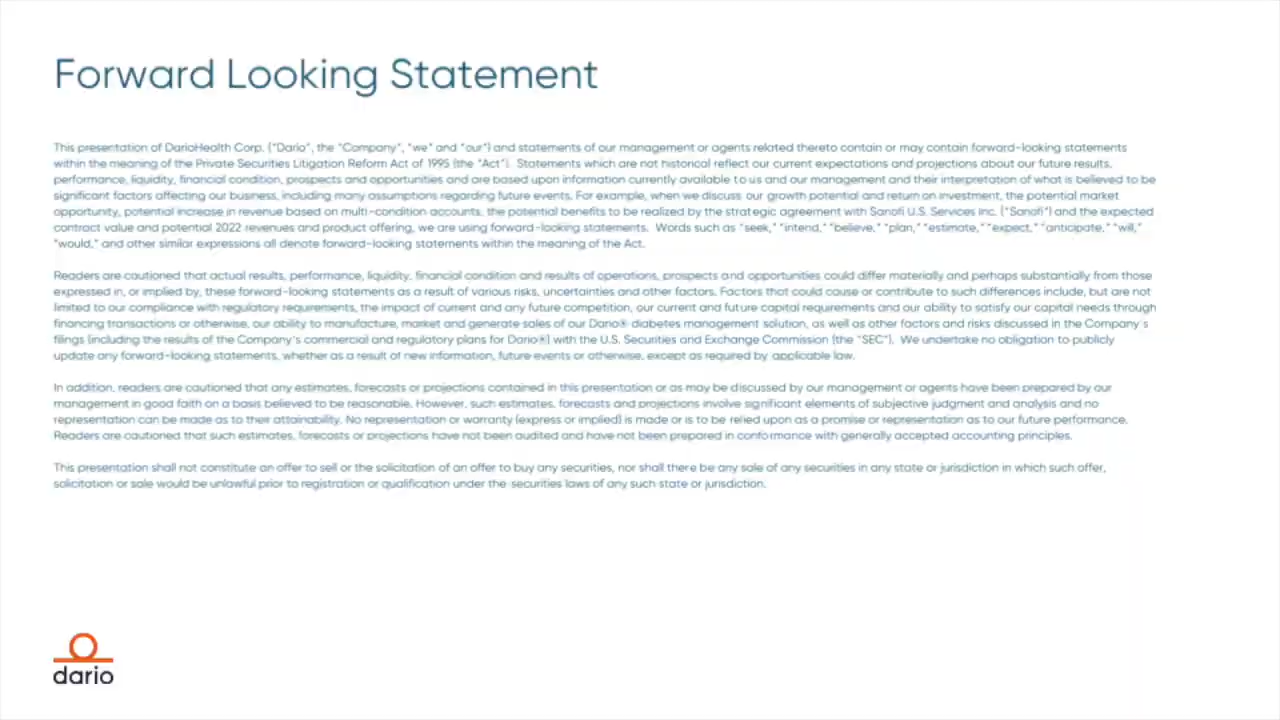 Forward Looking Statement
This presentation of DarioHealth Corp. ("Dario", the "Company", "we" and "our") and statements of our management or agents related thereto contain or may contain forward-looking statements
within the meaning of the Private Securities Litigation Reform Act of 1995 (the "Act"). Statements which are not historical reflect our current expectations and projections about our future results,
performance, liquidity, financial condition, prospects and opportunities and are based upon information currently available to us and our management and their interpretation of what is believed to be
significant factors affecting our business, including many assumptions regarding future events. For example, when we discuss our growth potential and return on investment, the potential market
opportunity, potential increase in revenue based on multi-condition accounts, the potential benefits to be realized by the strategic agreement with Sanofi U.S. Services Inc. ("Sanofi") and the expected
contract value and potential 2022 revenues and product offering, we are using forward-looking statements. Words such as "seek," "intend," "believe," "plan," "estimate," "expect," "anticipate," "will,"
"would," and other similar expressions all denote forward-looking statements within the meaning of the Act.
Readers are cautioned that actual results, performance, liquidity, financial condition and results of operations, prospects and opportunities could differ materially and perhaps substantially from those
expressed in, or implied by, these forward-looking statements as a result of various risks, uncertainties and other factors. Factors that could cause or contribute to such differences include, but are not
limited to our compliance with regulatory requirements, the impact of current and any future competition, our current and future capital requirements and our ability to satisfy our capital needs through
financing transactions or otherwise, our ability to manufacture, market and generate sales of our Dario® diabetes management solution, as well as other factors and risks discussed in the Company's
filings (including the results of the Company's commercial and regulatory plans for Dario®) with the U.S. Securities and Exchange Commission (the "SEC"). We undertake no obligation to publicly
update any forward-looking statements, whether as a result of new information, future events or otherwise, except as required by applicable law.
In addition, readers are cautioned that any estimates, forecasts or projections contained in this presentation or as may be discussed by our management or agents have been prepared by our
management in good faith on a basis believed to be reasonable. However, such estimates, forecasts and projections involve significant elements of subjective judgment and analysis and no
representation can be made as to their attainability. No representation or warranty (express or implied) is made or is to be relied upon as a promise or representation as to our future performance.
Readers are cautioned that such estimates, forecasts or projections have not been audited and have not been prepared in conformance with generally accepted accounting principles.
This presentation shall not constitute an offer to sell or the solicitation of an offer to buy any securities, nor shall there be any sale of any securities in any state or jurisdiction in which such offer,
solicitation or sale would be unlawful prior to registration or qualification under the securities laws of any such state or jurisdiction.
dario